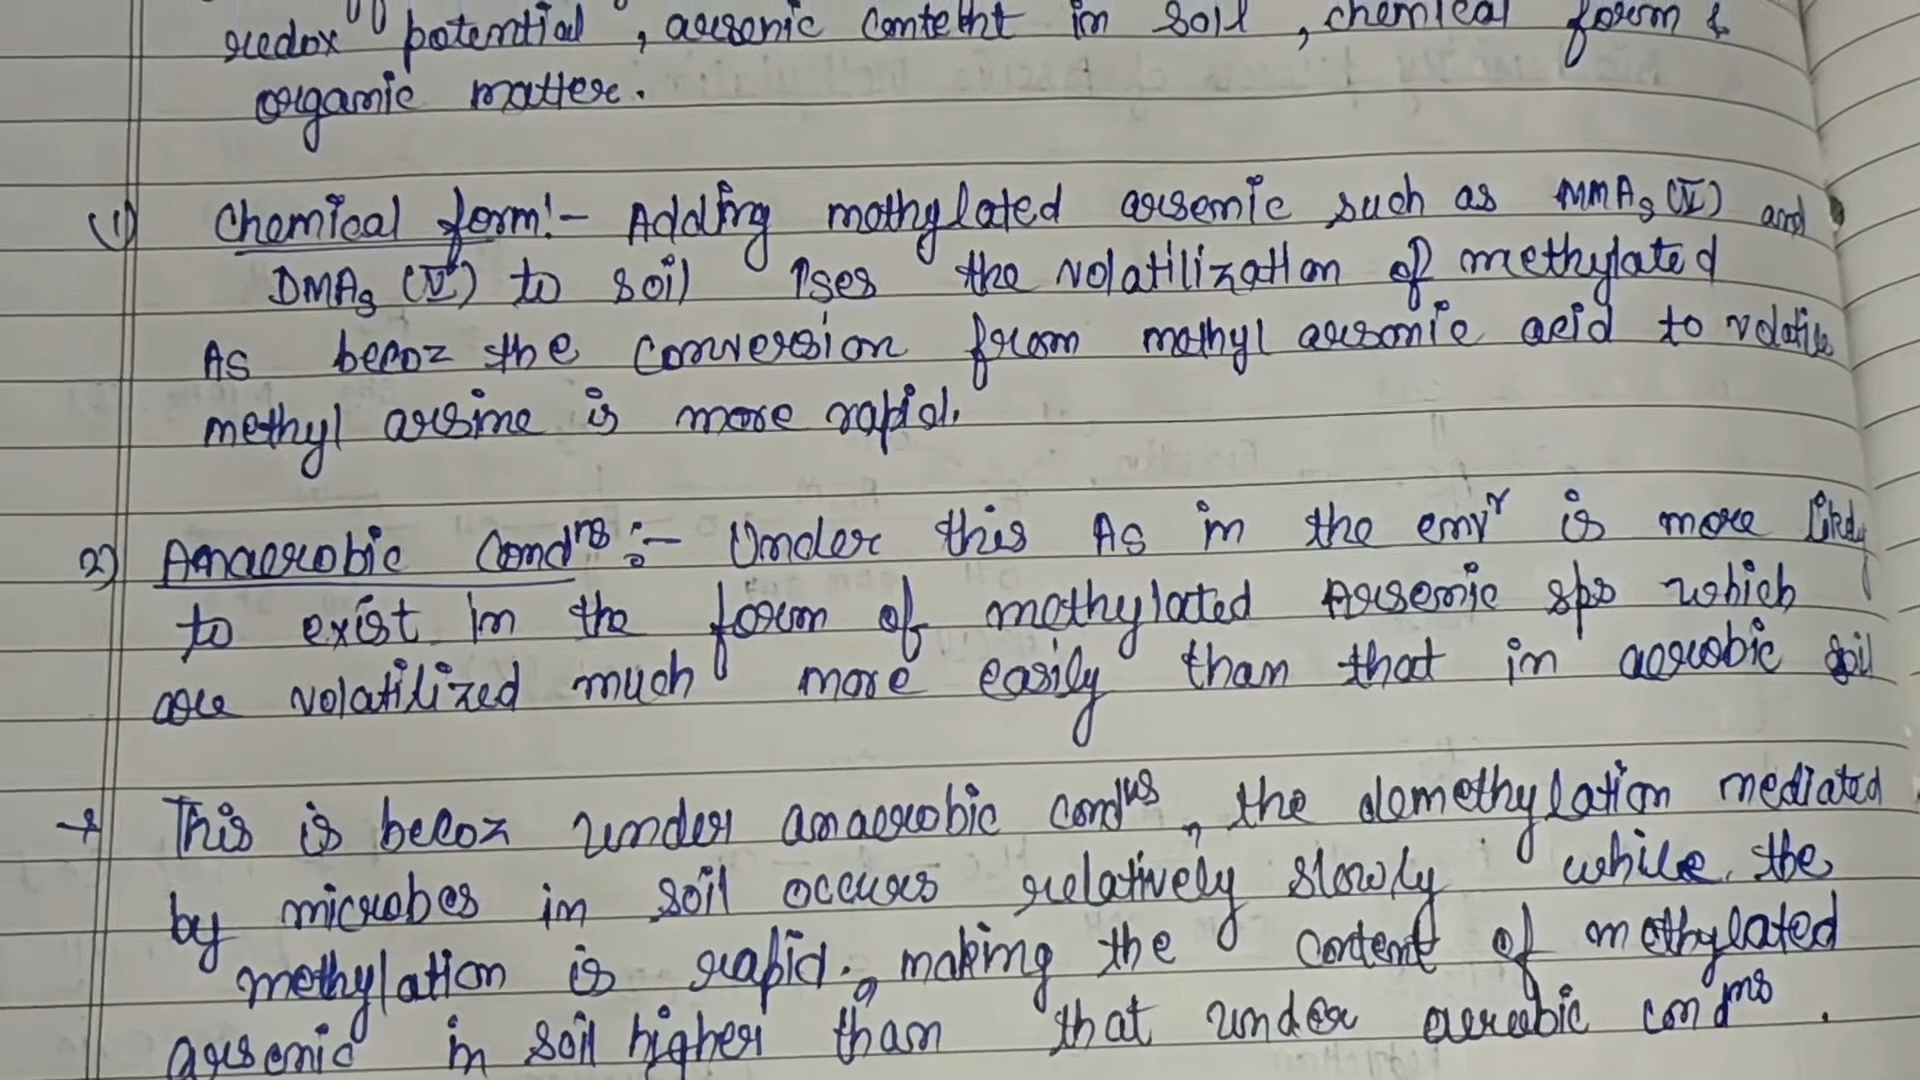 redox potential, arsenic content in soil, chemical form &
organic matter.
(1) Chemical form:- Adding methylated arsenic such as MMAs (V) and
DMAs (V) to soil ↑ses the volatilization of methylated
As becoz the conversion from methyl arsonic acid to volatile
methyl arsine is more rapid.
2) Anaerobic Condns :- Under this As in the envr is more likely
to exist in the form of methylated Arsenic sps which
are volatilized much more easily than that in aerobic soil
→ This is becoz under anaerobic condns, the demethylation mediated
by microbes in soil occurs relatively slowly while the
methylation is rapid, making the content of methylated
arsenic in soil higher than that under aerobic condns.